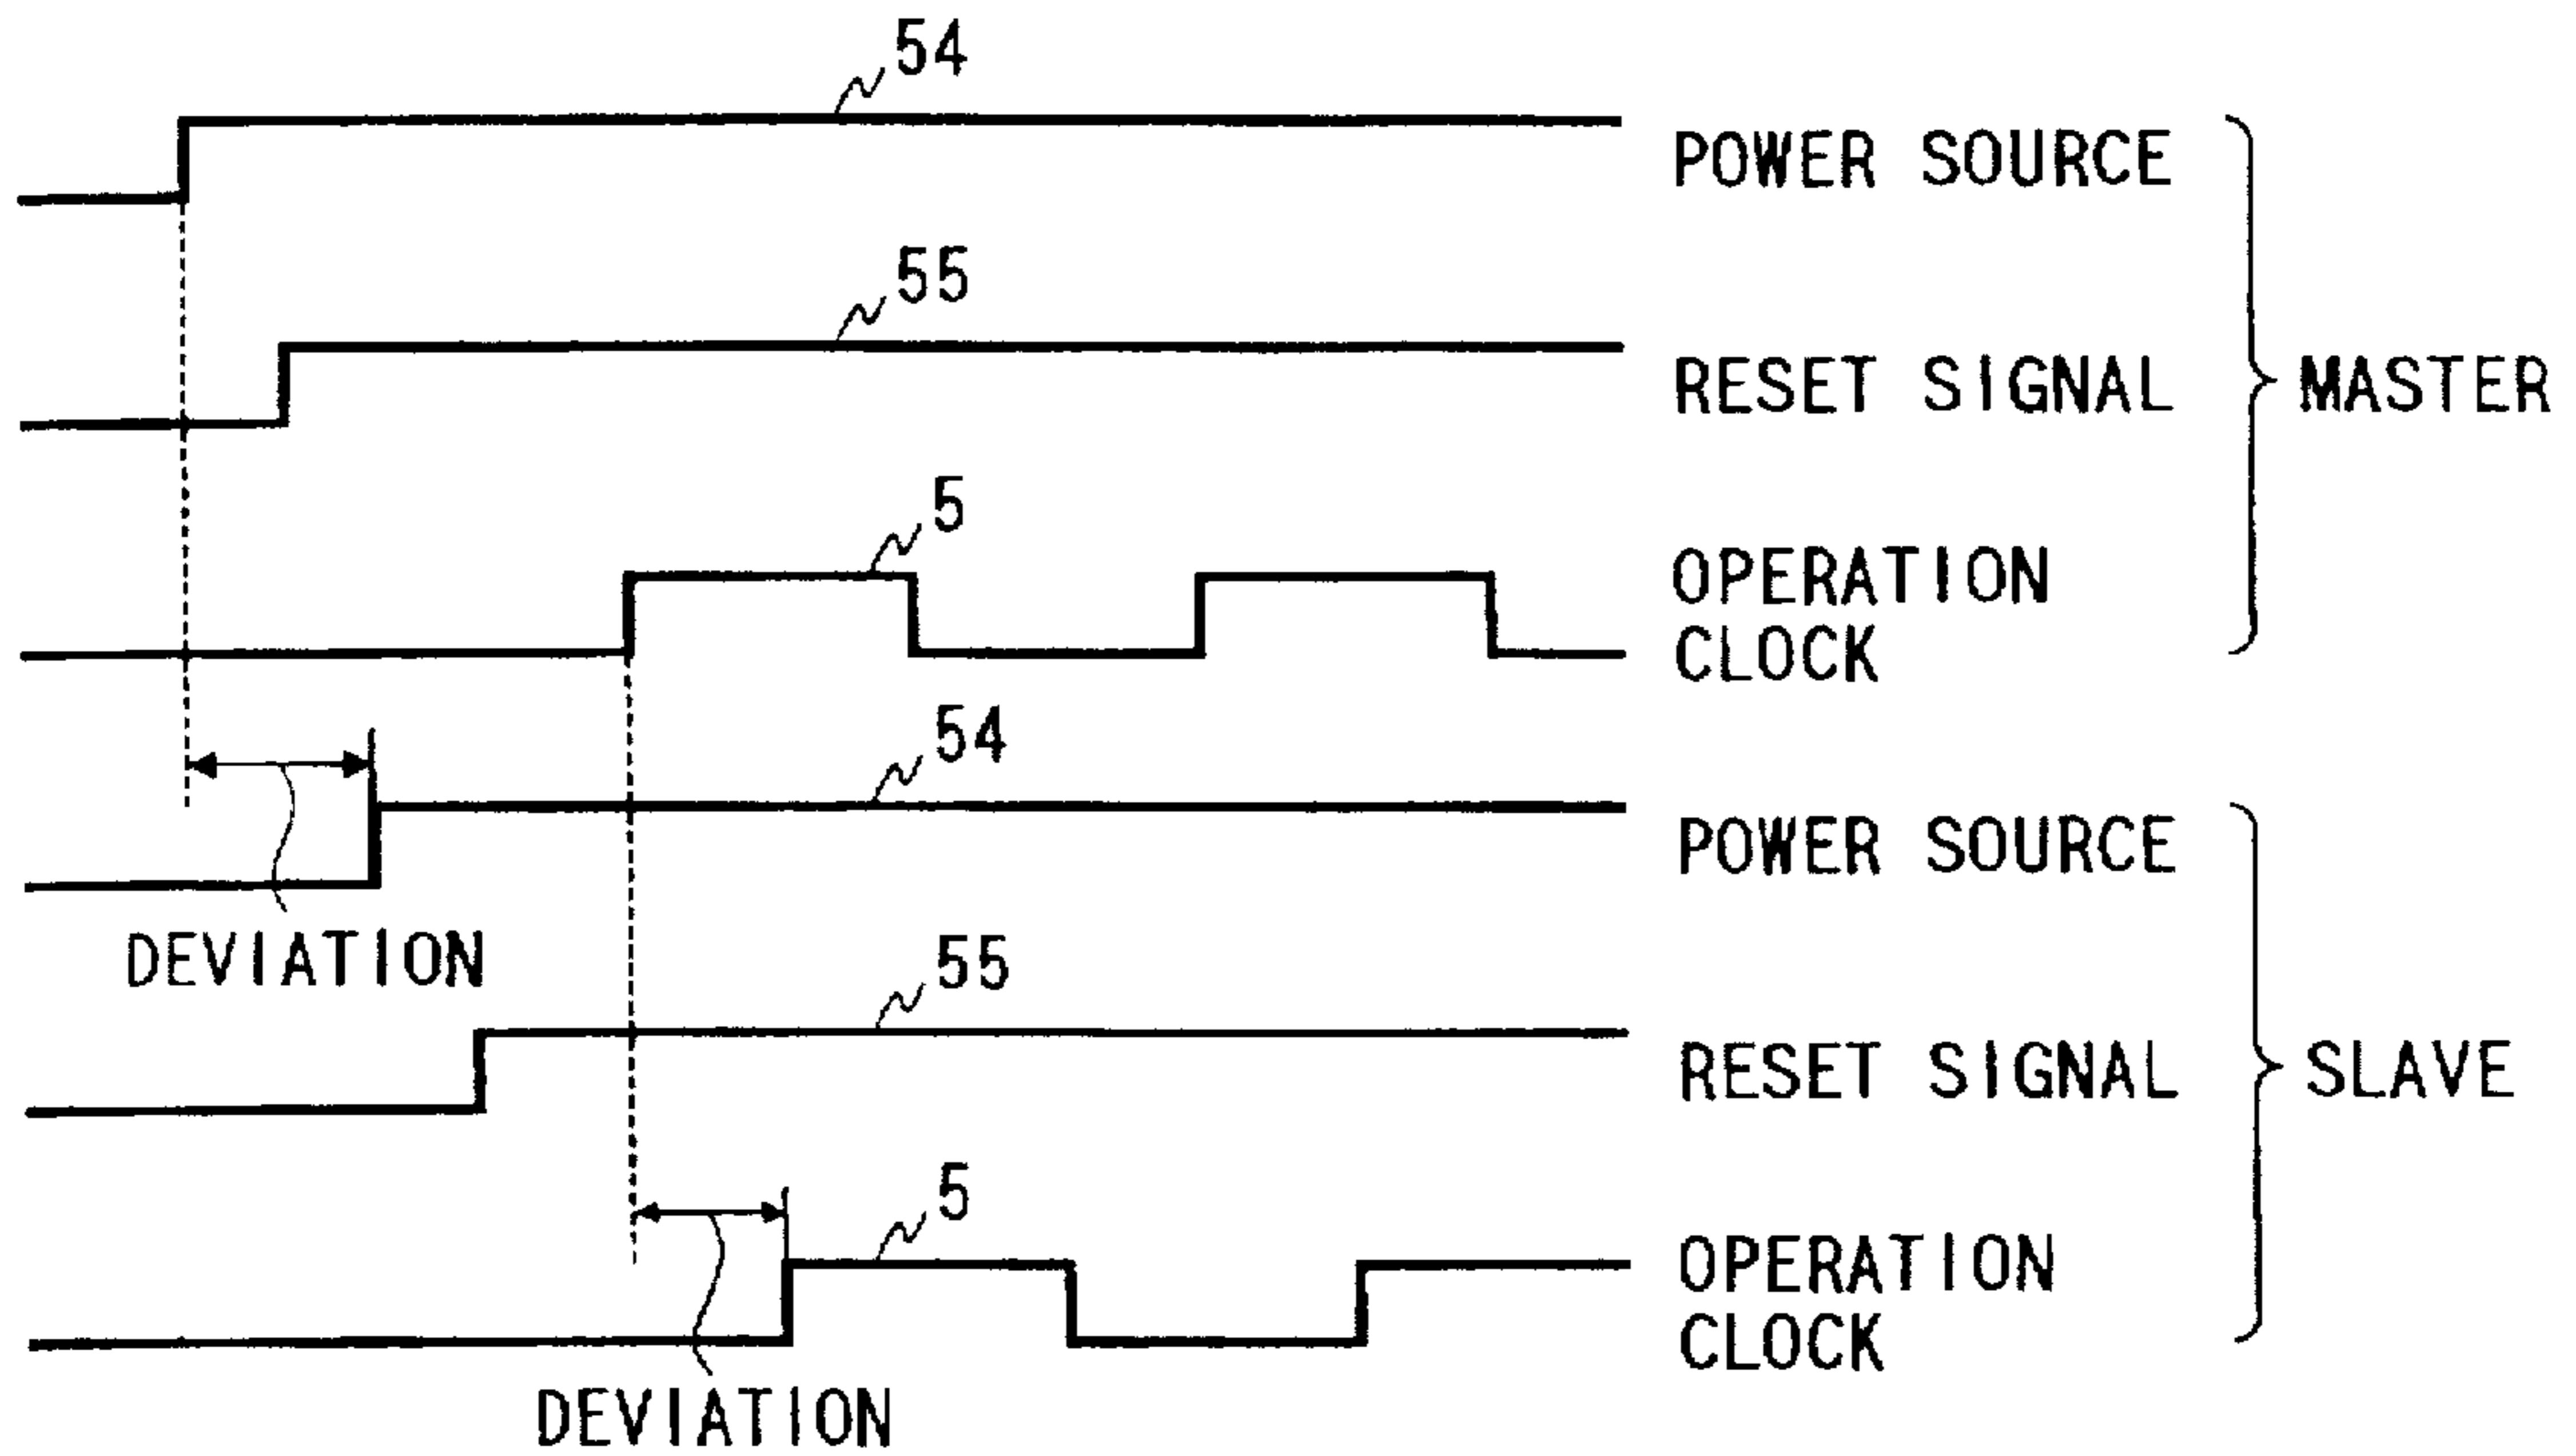 54
POWER SOURCE
55
RESET SIGNAL
MASTER
5
OPERATION
CLOCK
54
POWER SOURCE
DEVIATION
55
RESET SIGNAL
SLAVE
5
OPERATION
CLOCK
DEVIATION